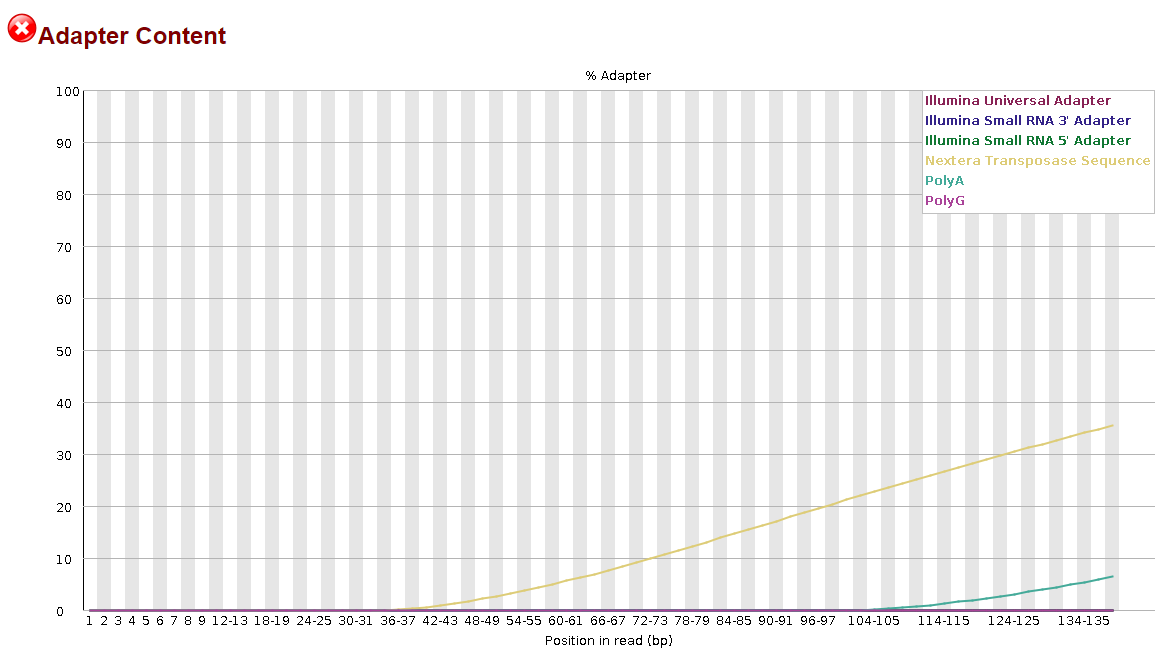 Adapter Content
% Adapter
100
90
80
70
60
50
40
30
20
10
0
Illumina Universal Adapter
Illumina Small RNA 3' Adapter
Illumina Small RNA 5' Adapter
Nextera Transposase Sequence
PolyA
PolyG
1 2 3 4 5 6 7 8 9 12-13 18-19 24-25 30-31 36-37 42-43 48-49 54-55 60-61 66-67 72-73 78-79 84-85 90-91 96-97 104-105 114-115 124-125 134-135
Position in read (bp)